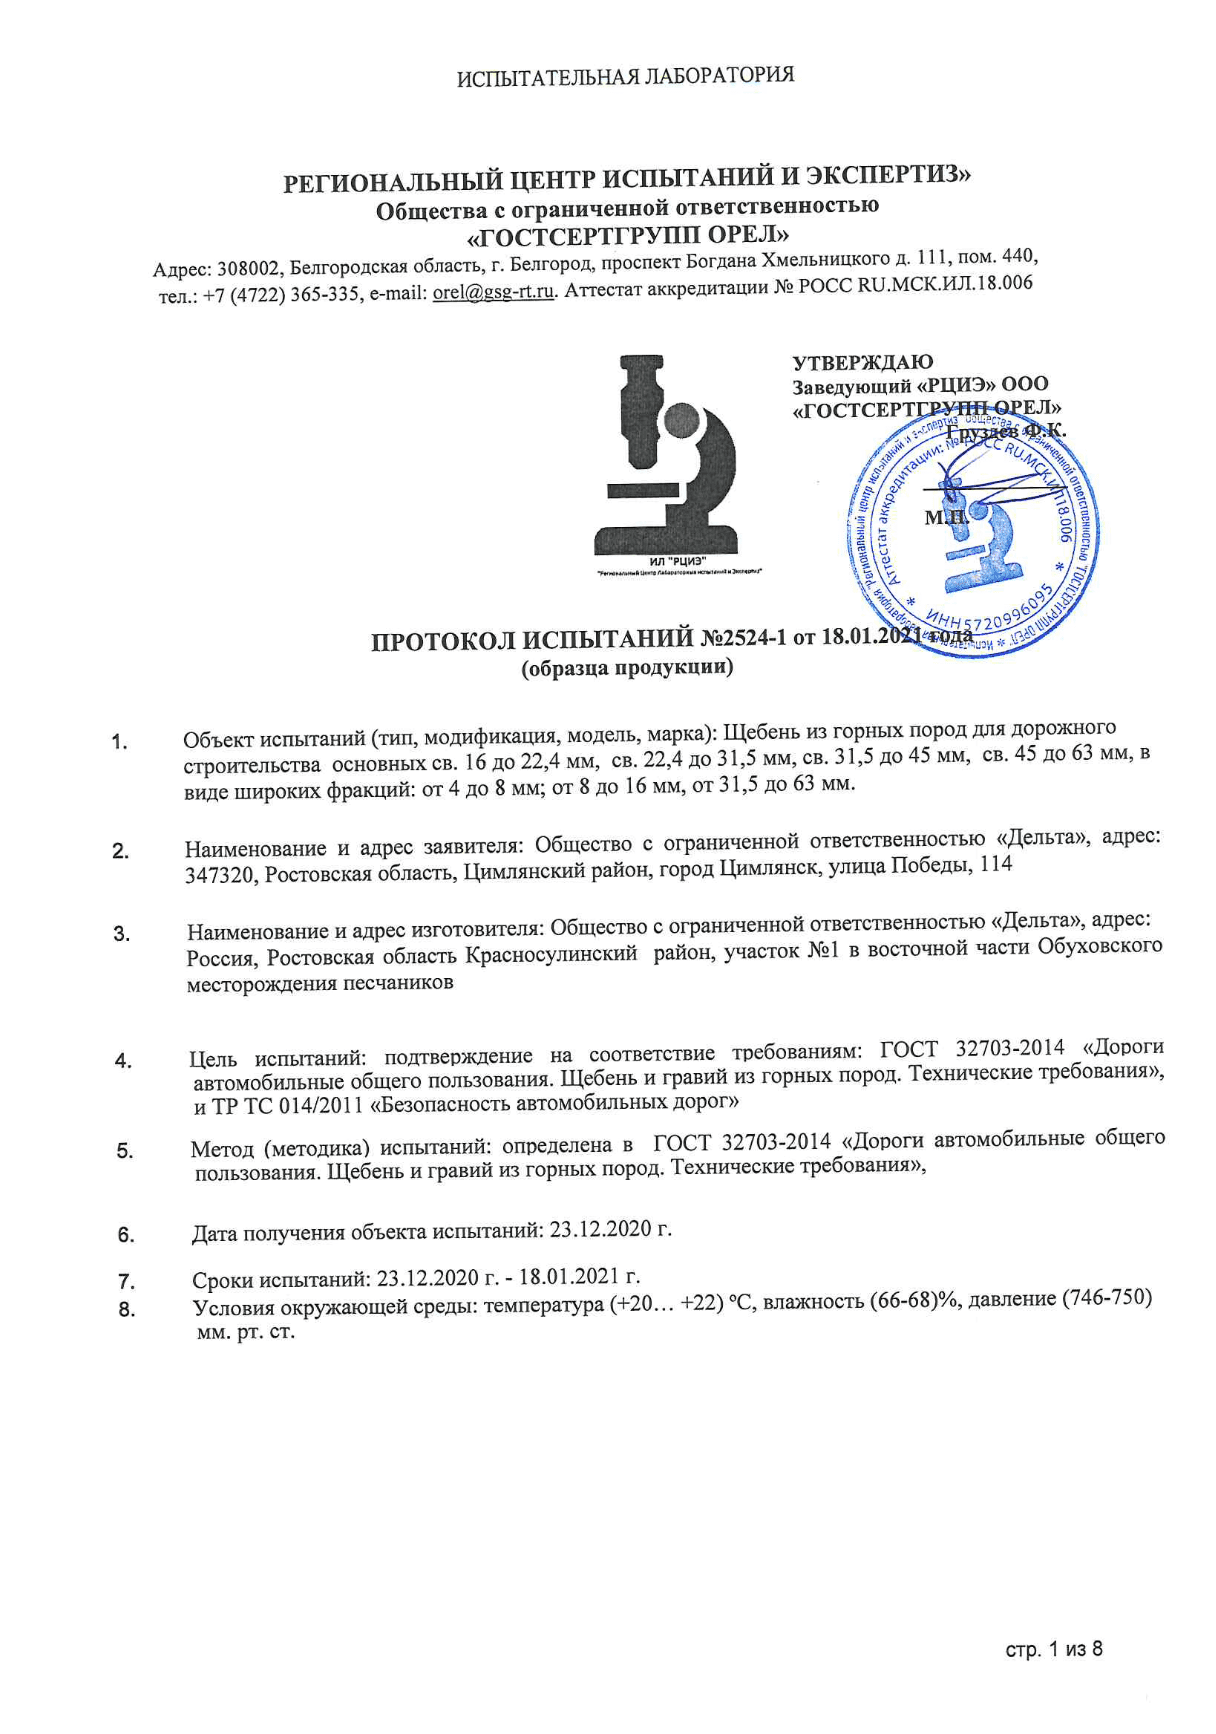 ИСПЫТАТЕЛЬНАЯ ЛАБОРАТОРИЯ
РЕГИОНАЛЬНЫЙ ЦЕНТР ИСПЫТАНИЙ И ЭКСПЕРТИЗ»
Общества с ограниченной ответственностью
«ГОСТСЕРТГРУПП ОРЕЛ»
Адрес: 308002, Белгородская область, г. Белгород, проспект Богдана Хмельницкого д. 111, пом. 440,
тел.: +7 (4722) 365-335, e-mail: orel@gsg-rt.ru. Аттестат аккредитации № РОСС RU.МСК.ИЛ.18.006
УТВЕРЖДАЮ
Заведующий «РЦИЭ» ООО
«ГОСТСЕРТГРУПП ОРЕЛ»
Груздев Ф.К.
М.П.
ИЛ "РЦИЭ"
"Региональный Центр Лабораторных испытаний и Экспертиз"
Испытательная лаборатория "Региональный центр испытаний и экспертиз" Общества с ограниченной ответственностью "ГОСТСЕРТГРУПП ОРЕЛ" *
Аттестат аккредитации: № РОСС RU.МСК.ИЛ18.006
* ИНН 5720996095 *
ПРОТОКОЛ ИСПЫТАНИЙ №2524-1 от 18.01.2021 года
(образца продукции)
1. Объект испытаний (тип, модификация, модель, марка): Щебень из горных пород для дорожного
строительства основных св. 16 до 22,4 мм, св. 22,4 до 31,5 мм, св. 31,5 до 45 мм, св. 45 до 63 мм, в
виде широких фракций: от 4 до 8 мм; от 8 до 16 мм, от 31,5 до 63 мм.
2. Наименование и адрес заявителя: Общество с ограниченной ответственностью «Дельта», адрес:
347320, Ростовская область, Цимлянский район, город Цимлянск, улица Победы, 114
3. Наименование и адрес изготовителя: Общество с ограниченной ответственностью «Дельта», адрес:
Россия, Ростовская область Красносулинский район, участок №1 в восточной части Обуховского
месторождения песчаников
4. Цель испытаний: подтверждение на соответствие требованиям: ГОСТ 32703-2014 «Дороги
автомобильные общего пользования. Щебень и гравий из горных пород. Технические требования»,
и ТР ТС 014/2011 «Безопасность автомобильных дорог»
5. Метод (методика) испытаний: определена в ГОСТ 32703-2014 «Дороги автомобильные общего
пользования. Щебень и гравий из горных пород. Технические требования»,
6. Дата получения объекта испытаний: 23.12.2020 г.
7. Сроки испытаний: 23.12.2020 г. - 18.01.2021 г.
8. Условия окружающей среды: температура (+20… +22) °С, влажность (66-68)%, давление (746-750)
мм. рт. ст.
стр. 1 из 8